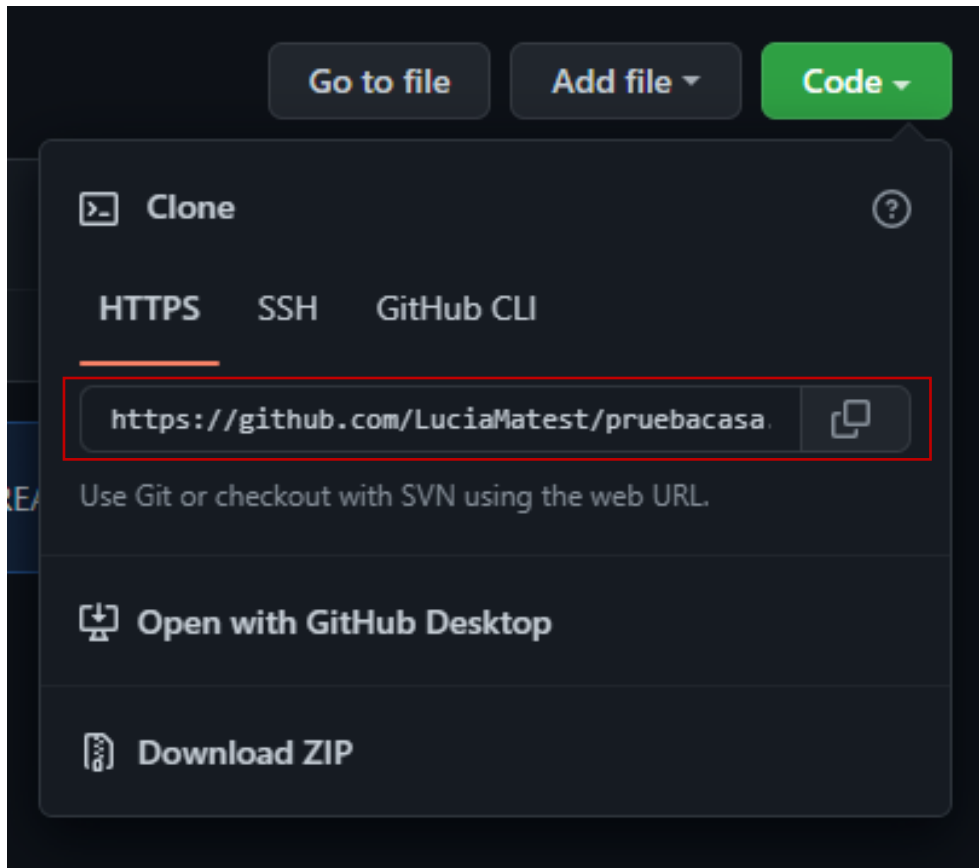 Go to file Add file Code
Clone
HTTPS SSH GitHub CLI
https://github.com/LuciaMatest/pruebacasa.
Use Git or checkout with SVN using the web URL.
Open with GitHub Desktop
Download ZIP